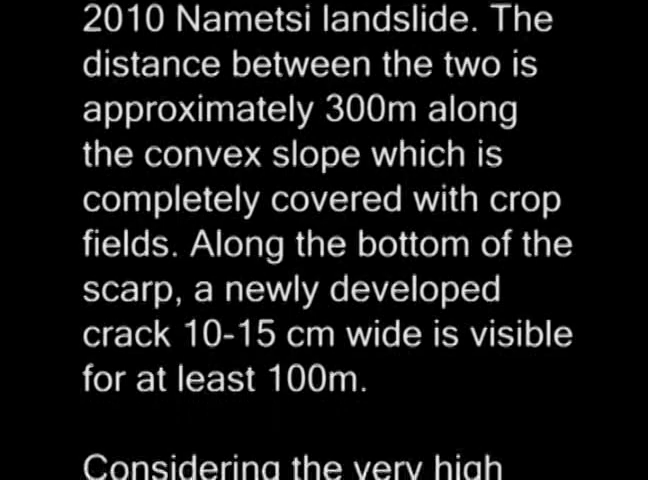 2010 Nametsi landslide. The
distance between the two is
approximately 300m along
the convex slope which is
completely covered with crop
fields. Along the bottom of the
scarp, a newly developed
crack 10-15 cm wide is visible
for at least 100m.
Considering the very high